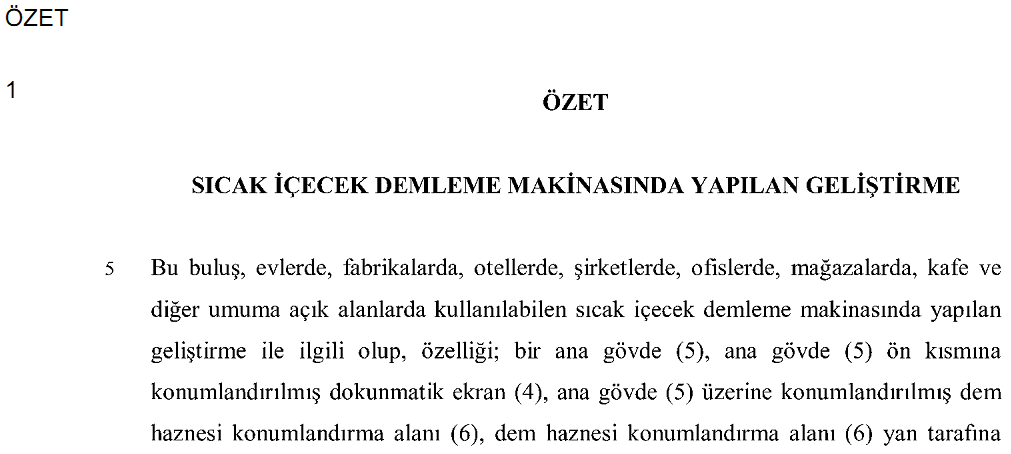 ÖZET
1
ÖZET
SICAK İÇECEK DEMLEME MAKİNASINDA YAPILAN GELİŞTİRME
5 Bu buluş, evlerde, fabrikalarda, otellerde, şirketlerde, ofislerde, mağazalarda, kafe ve
diğer umuma açık alanlarda kullanılabilen sıcak içecek demleme makinasında yapılan
geliştirme ile ilgili olup, özelliği; bir ana gövde (5), ana gövde (5) ön kısmına
konumlandırılmış dokunmatik ekran (4), ana gövde (5) üzerine konumlandırılmış dem
haznesi konumlandırma alanı (6), dem haznesi konumlandırma alanı (6) yan tarafına